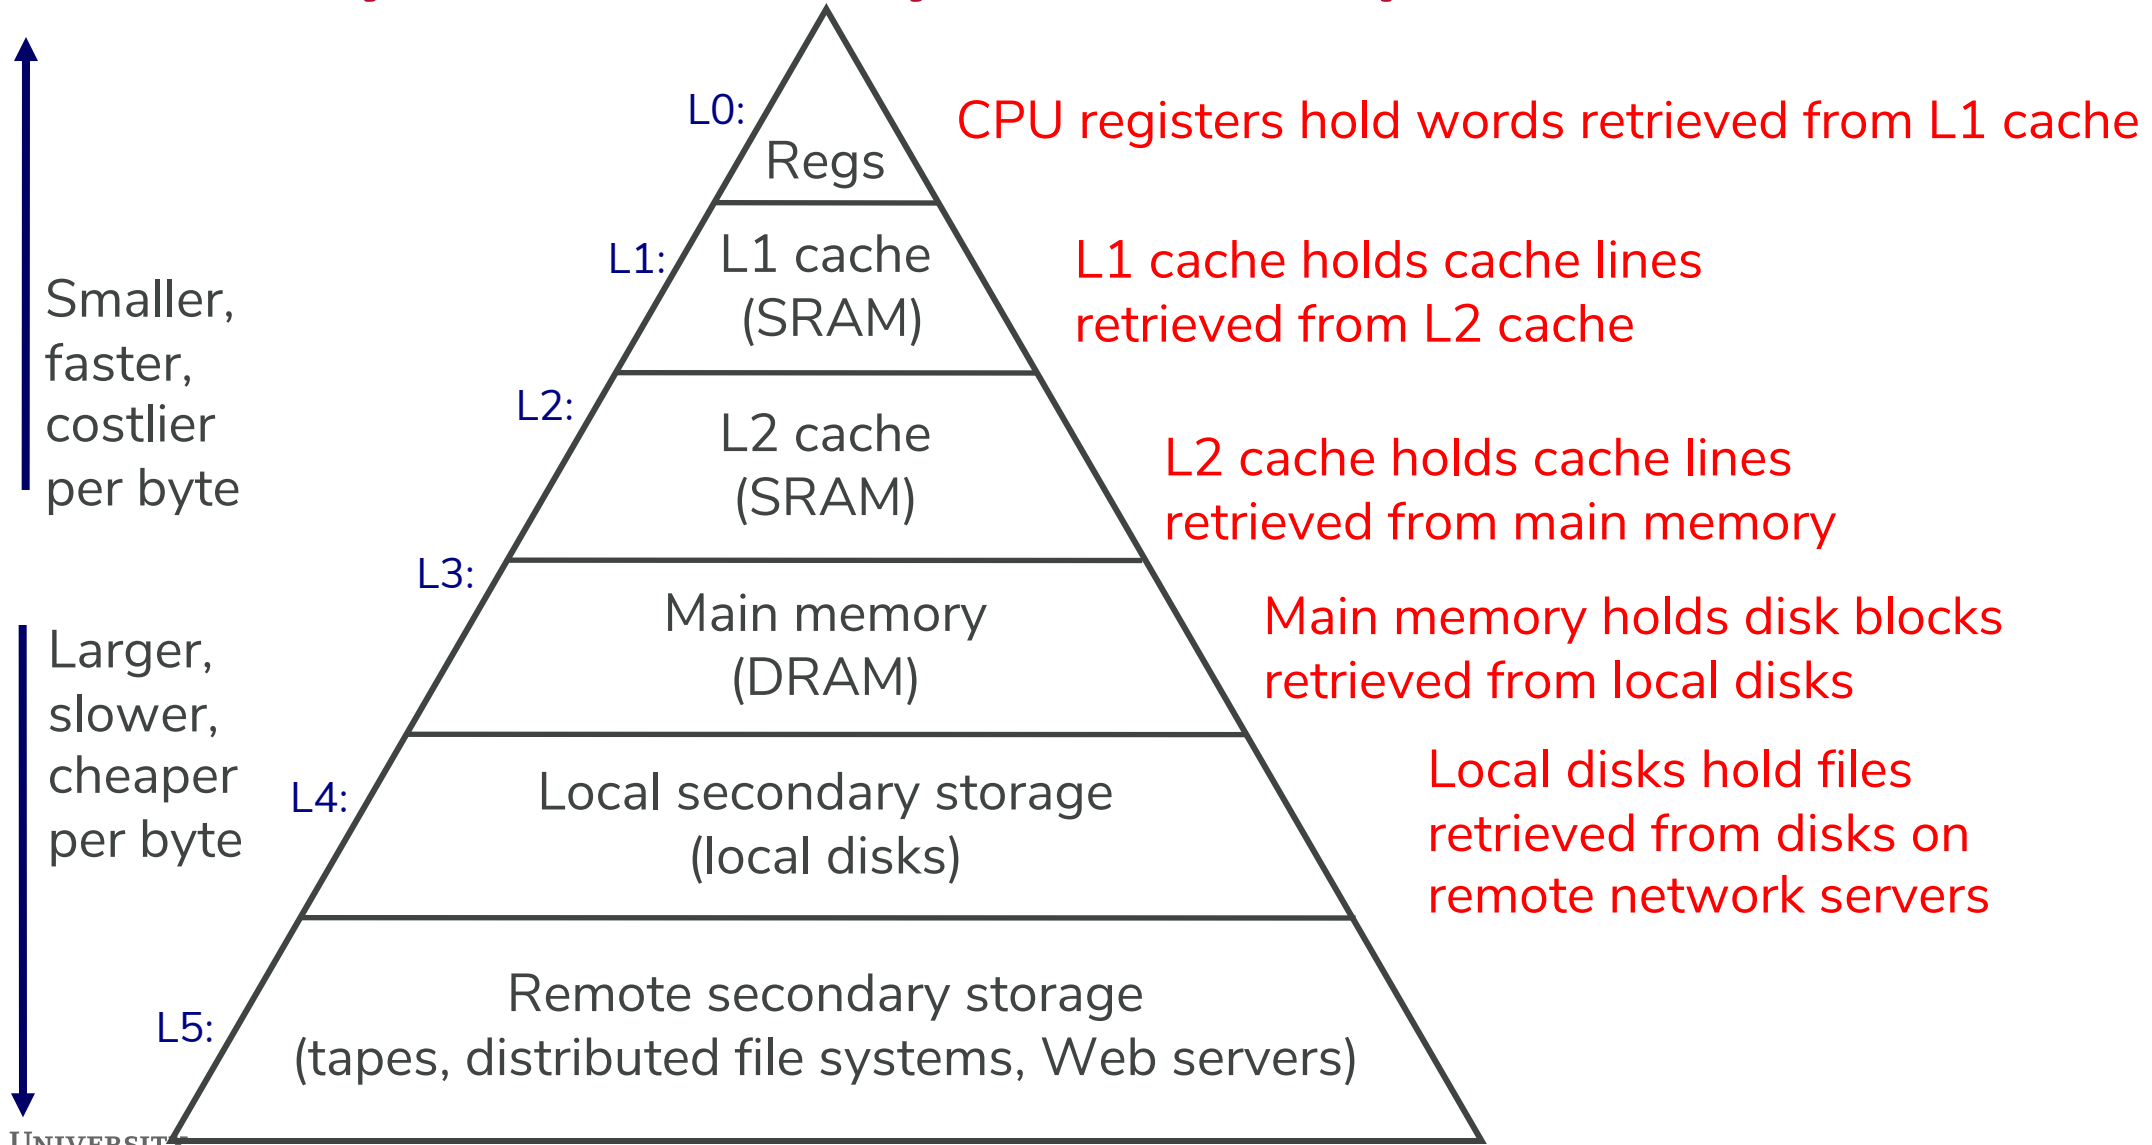 L0:
Regs
CPU registers hold words retrieved from L1 cache
L1:
L1 cache
(SRAM)
L1 cache holds cache lines
retrieved from L2 cache
Smaller,
faster,
costlier
per byte
L2:
L2 cache
(SRAM)
L2 cache holds cache lines
retrieved from main memory
L3:
Main memory
(DRAM)
Main memory holds disk blocks
retrieved from local disks
Larger,
slower,
cheaper
per byte
L4:
Local secondary storage
(local disks)
Local disks hold files
retrieved from disks on
remote network servers
L5:
Remote secondary storage
(tapes, distributed file systems, Web servers)
UNIVERSITY